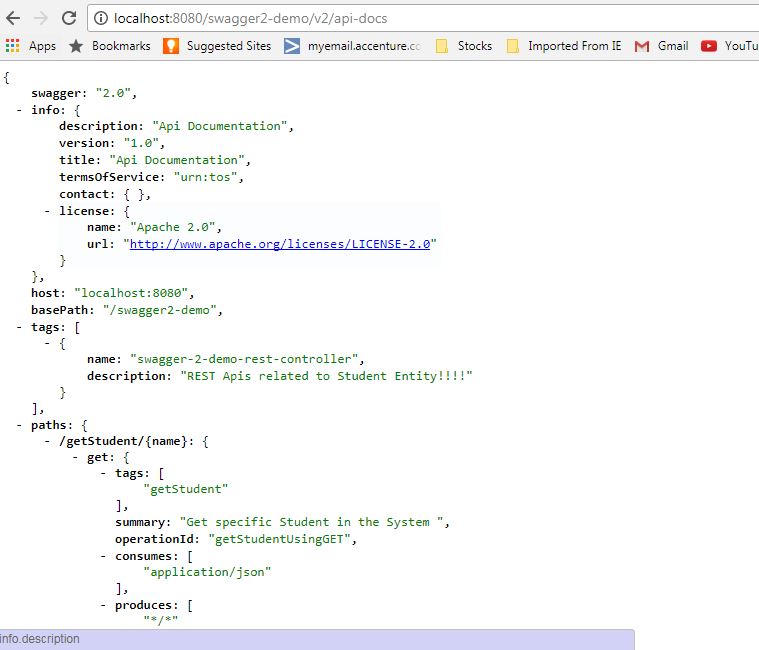 localhost:8080/swagger2-demo/v2/api-docs
Apps Bookmarks Suggested Sites myemail.accenture.cc Stocks Imported From IE Gmail YouTu
{
swagger: "2.0",
- info: {
description: "Api Documentation",
version: "1.0",
title: "Api Documentation",
termsOfService: "urn:tos",
contact: { },
- license: {
name: "Apache 2.0",
url: "http://www.apache.org/licenses/LICENSE-2.0"
}
},
host: "localhost:8080",
basePath: "/swagger2-demo",
- tags: [
- {
name: "swagger-2-demo-rest-controller",
description: "REST Apis related to Student Entity!!!!"
}
],
- paths: {
- /getStudent/{name}: {
- get: {
- tags: [
"getStudent"
],
summary: "Get specific Student in the System ",
operationId: "getStudentUsingGET",
- consumes: [
"application/json"
],
- produces: [
"*/*"
info.description